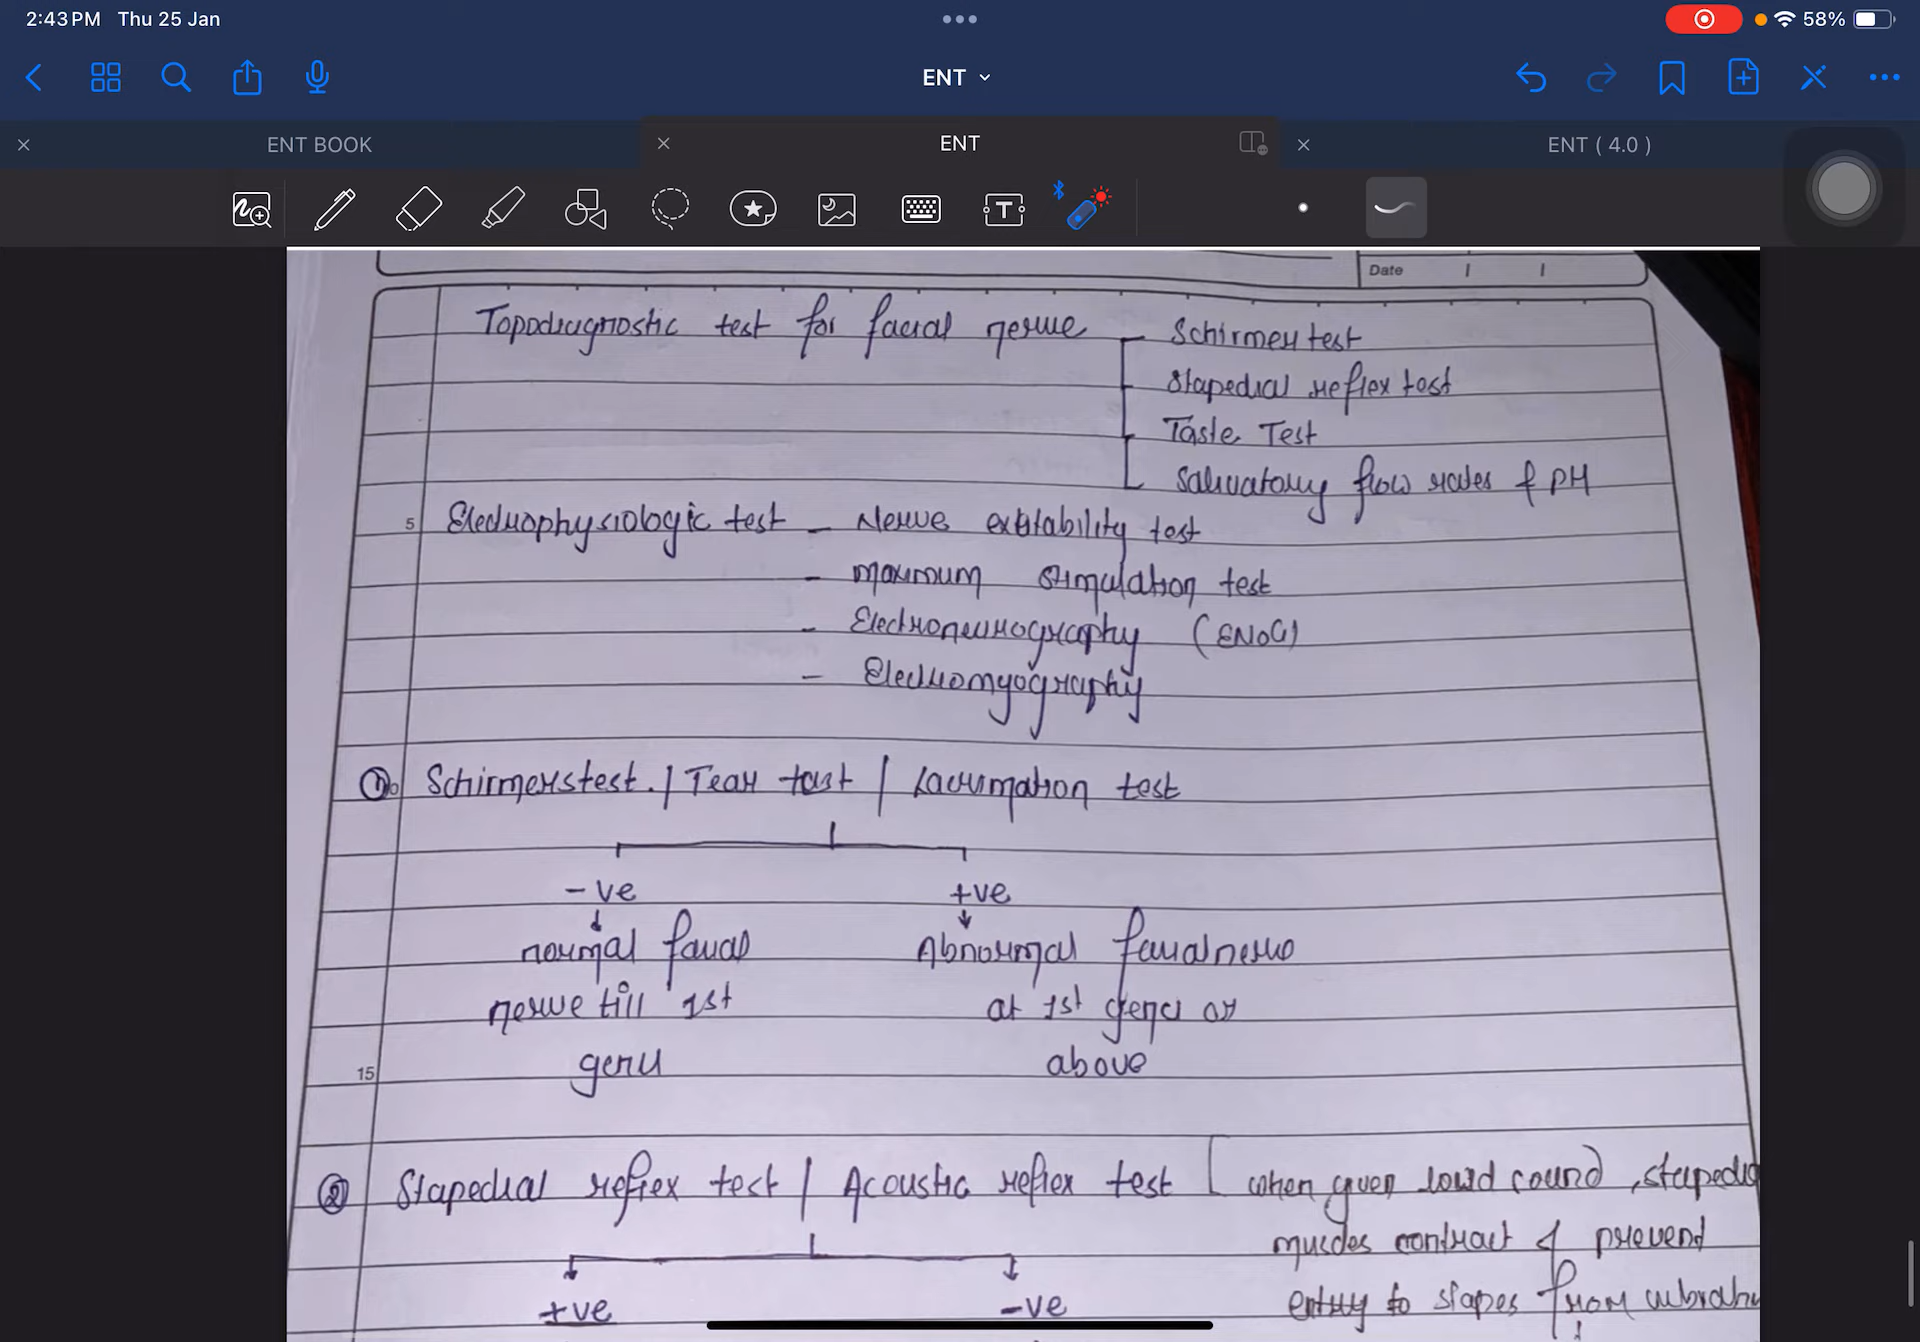 2:43 PM Thu 25 Jan
58%
ENT
ENT BOOK
ENT
ENT ( 4.0 )
Date
Topodiagnostic test for facial nerve
Schirmer test
Stapedial reflex test
Taste Test
Salivatory flow rates & PH
5
Electrophysiologic test - Nerve excitability test
- maximum stimulation test
- Electroneurography (ENOG)
- Electromyography
① Schirmers test. | Tear test | Lacrimation test
-ve +ve
normal facial Abnormal facial nerve
nerve till 1st at 1st genu or
genu above
15
② Stapedial reflex test | Acoustic reflex test
when given loud sound, stapedia
muscles contract & prevent
entry to stapes from vibratn
+ve -ve